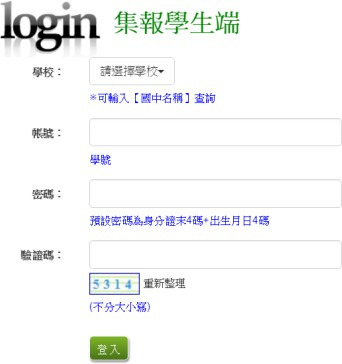 login 集報學生端
學校： 請選擇學校
※可輸入【國中名稱】查詢
帳號：
學號
密碼：
預設密碼為身分證末4碼+出生月日4碼
驗證碼：
5314 重新整理
(不分大小寫)
登入